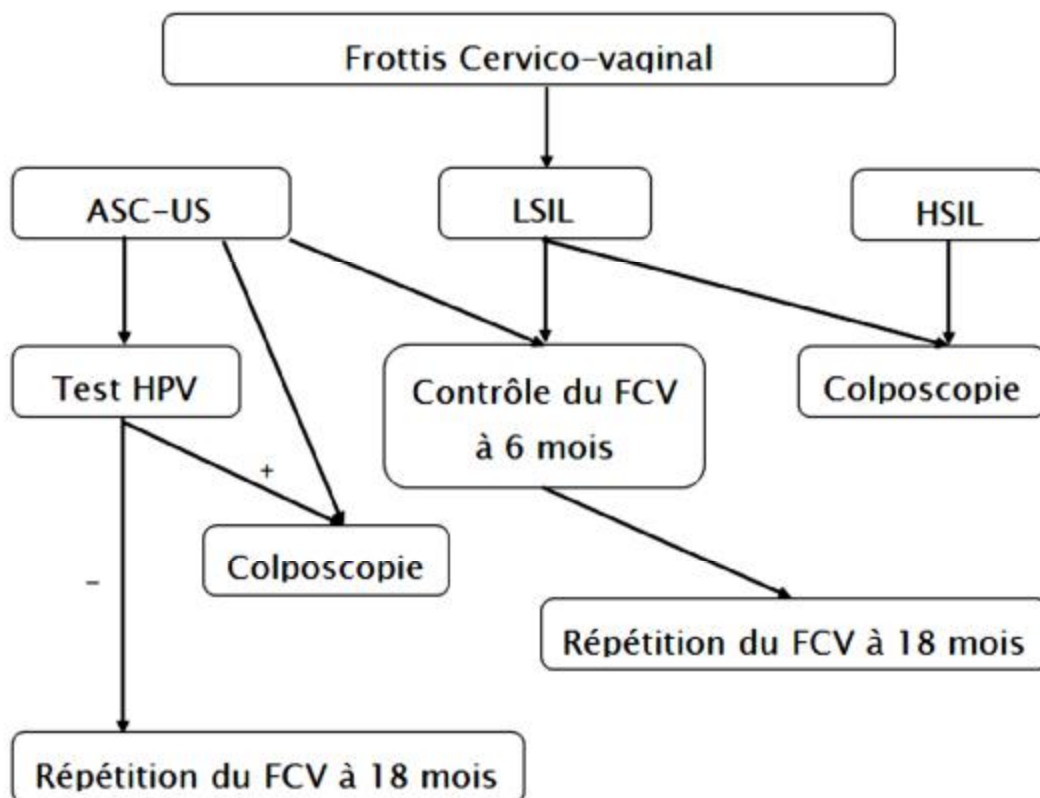 Frottis Cervico-vaginal
ASC-US
LSIL
HSIL
Test HPV
Contrôle du FCV
à 6 mois
Colposcopie
+
Colposcopie
-
Répétition du FCV à 18 mois
Répétition du FCV à 18 mois